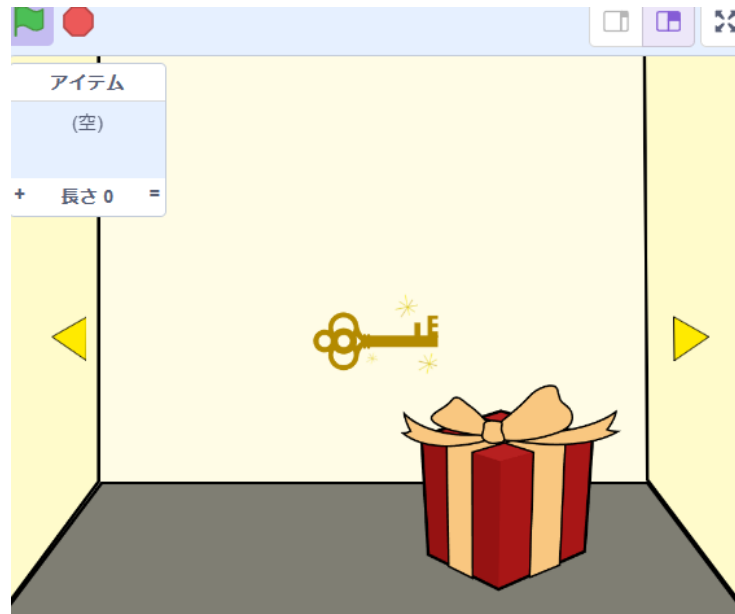 アイテム
(空)
+ 長さ 0 =